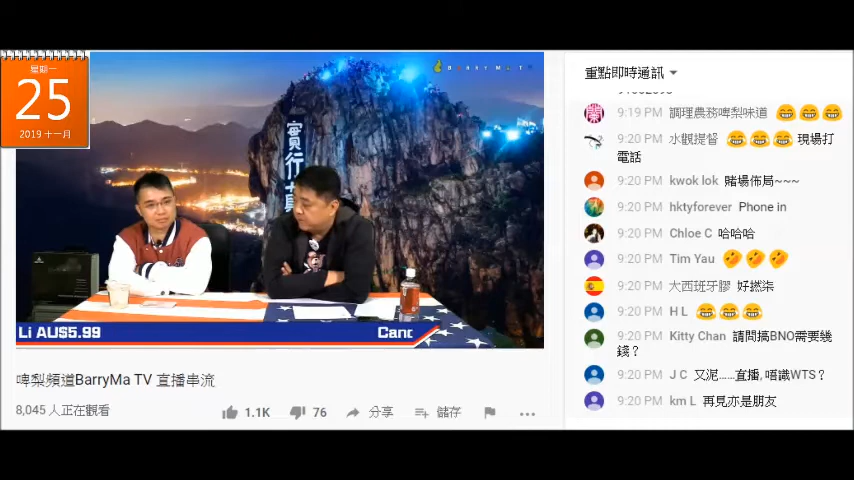 星期一
25
2019 十一月
BARRY MA TV
實行
Li AU$5.99
Canc
啤梨頻道BarryMa TV 直播串流
8,045 人正在觀看
1.1K
76
分享
儲存
重點即時通訊
9:19 PM 調理農務啤梨味道 😂😂😂
9:20 PM 水觀提督 😂😂😂 現場打
電話
9:20 PM kwok lok 賭場佈局~~~
9:20 PM hktyforever Phone in
9:20 PM Chloe C 哈哈哈
9:20 PM Tim Yau
9:20 PM 大西班牙膠 好撚柒
9:20 PM H L 😂😂😂
9:20 PM Kitty Chan 請問搞BNO需要幾
錢？
9:20 PM J C 又泥......直播, 唔識WTS？
9:20 PM km L 再見亦是朋友